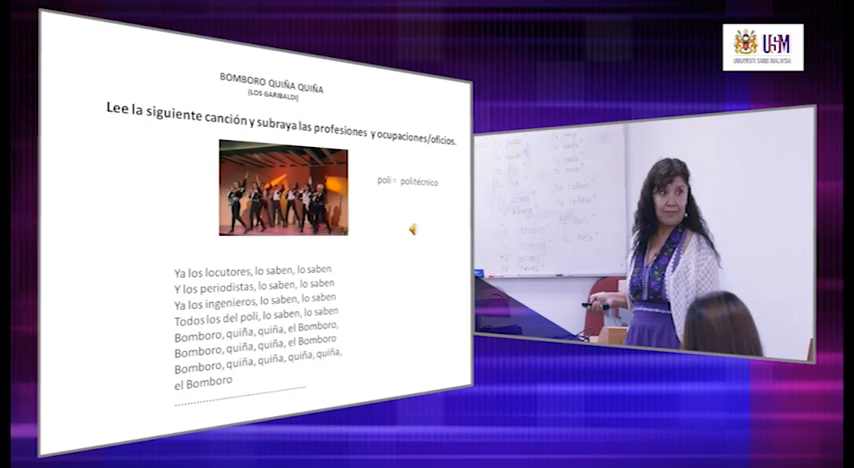 BOMBORO QUIÑA QUIÑA
(LOS GARIBALDI)
Lee la siguiente canción y subraya las profesiones y ocupaciones/oficios.
poli = politécnico
Ya los locutores, lo saben, lo saben
Y los periodistas, lo saben, lo saben
Ya los ingenieros, lo saben, lo saben
Todos los del poli, lo saben, lo saben
Bomboro, quiña, quiña, el Bomboro,
Bomboro, quiña, quiña, el Bomboro
Bomboro, quiña, quiña, quiña, quiña,
el Bomboro
USM
UNIVERSITI SAINS MALAYSIA